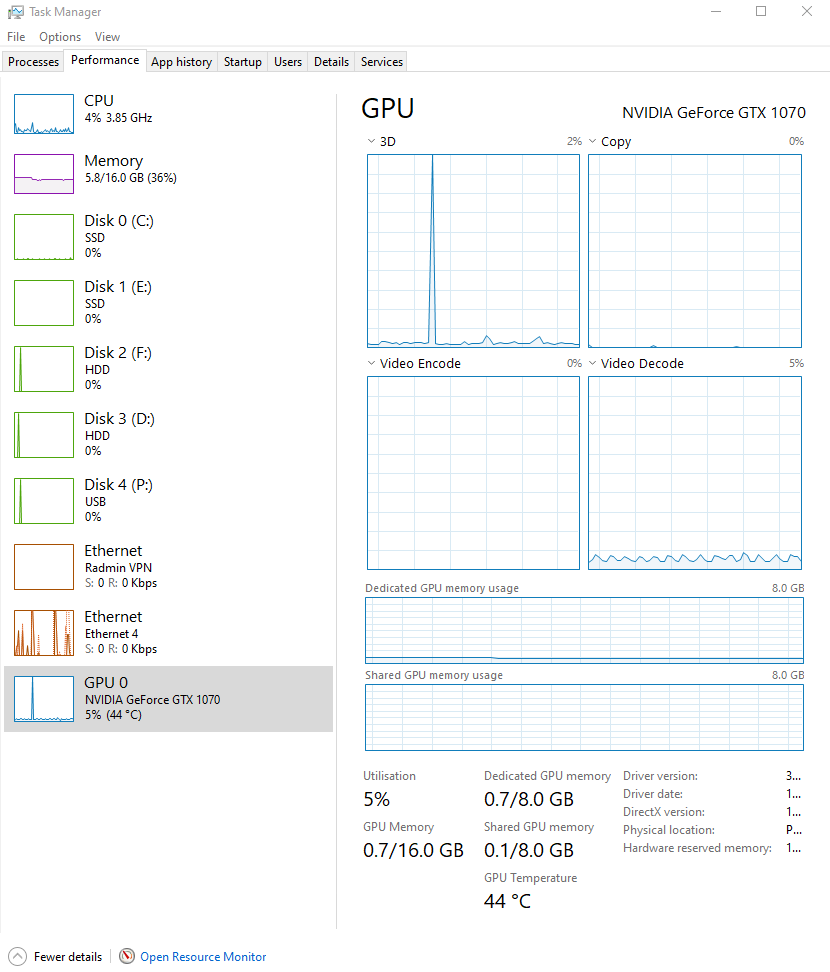 Task Manager
File Options View
Processes Performance App history Startup Users Details Services
CPU
4% 3.85 GHz
Memory
5.8/16.0 GB (36%)
Disk 0 (C:)
SSD
0%
Disk 1 (E:)
SSD
0%
Disk 2 (F:)
HDD
0%
Disk 3 (D:)
HDD
0%
Disk 4 (P:)
USB
0%
Ethernet
Radmin VPN
S: 0 R: 0 Kbps
Ethernet
Ethernet 4
S: 0 R: 0 Kbps
GPU 0
NVIDIA GeForce GTX 1070
5% (44 °C)
GPU NVIDIA GeForce GTX 1070
3D 2% Copy 0%
Video Encode 0% Video Decode 5%
Dedicated GPU memory usage 8.0 GB
Shared GPU memory usage 8.0 GB
Utilisation
5%
GPU Memory
0.7/16.0 GB
Dedicated GPU memory
0.7/8.0 GB
Shared GPU memory
0.1/8.0 GB
GPU Temperature
44 °C
Driver version: 3...
Driver date: 1...
DirectX version: 1...
Physical location: P...
Hardware reserved memory: 1...
Fewer details Open Resource Monitor